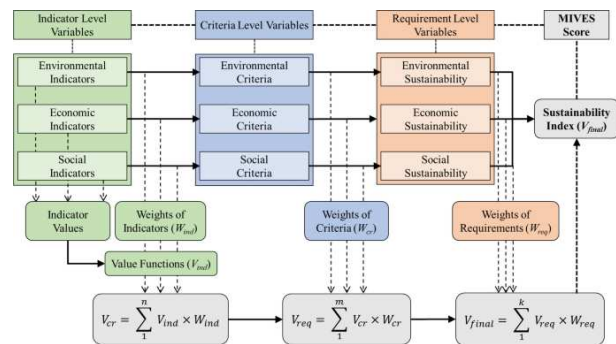 Indicator Level
Variables
Criteria Level
Variables
Requirement Level
Variables
MIVES
Score
Environmental
Indicators
Environmental
Criteria
Environmental
Sustainability
Economic
Indicators
Economic
Criteria
Economic
Sustainability
Sustainability
Index (V_final)
Social
Indicators
Social
Criteria
Social
Sustainability
Indicator
Values
Weights of
Indicators (W_ind)
Weights of
Criteria (W_cr)
Weights of
Requirements (W_req)
Value Functions (V_ind)
V_cr = ∑_1^n V_ind × W_ind
V_req = ∑_1^m V_cr × W_cr
V_final = ∑_1^k V_req × W_req